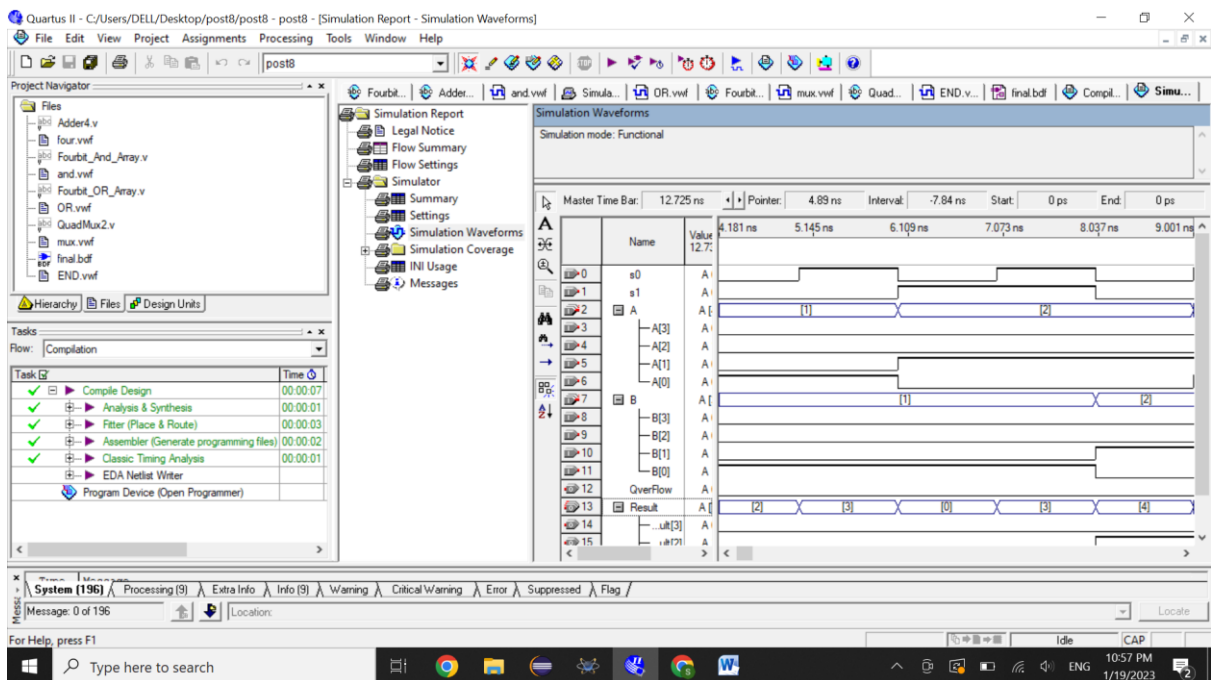 Quartus II - C:/Users/DELL/Desktop/post8/post8 - post8 - [Simulation Report - Simulation Waveforms]
File Edit View Project Assignments Processing Tools Window Help
post8
Project Navigator
Files
Adder4.v
four.vwf
Fourbit_And_Array.v
and.vwf
Fourbit_OR_Array.v
OR.vwf
QuadMux2.v
mux.vwf
final.bdf
END.vwf
Hierarchy Files Design Units
Tasks
Flow: Compilation
Task Time
Compile Design 00:00:07
Analysis & Synthesis 00:00:01
Fitter (Place & Route) 00:00:03
Assembler (Generate programming files) 00:00:02
Classic Timing Analysis 00:00:01
EDA Netlist Writer
Program Device (Open Programmer)
Fourbit... Adder... and.vwf Simula... OR.vwf Fourbit... mux.vwf Quad... END.v... final.bdf Compil... Simu...
Simulation Report
Legal Notice
Flow Summary
Flow Settings
Simulator
Summary
Settings
Simulation Waveforms
Simulation Coverage
INI Usage
Messages
Simulation Waveforms
Simulation mode: Functional
Master Time Bar: 12.725 ns Pointer: 4.89 ns Interval: -7.84 ns Start: 0 ps End: 0 ps
Name Value 12.7
4.181 ns 5.145 ns 6.109 ns 7.073 ns 8.037 ns 9.001 ns
0 s0 A
1 s1 A
2 A A [ [1] [2]
3 A[3] A
4 A[2] A
5 A[1] A
6 A[0] A
7 B A [ [1] [2]
8 B[3] A
9 B[2] A
10 B[1] A
11 B[0] A
12 QverFlow A
13 Result A [ [2] [3] [0] [3] [4]
14 ...ult[3] A
15 ...ult[2] A
System (196) Processing (9) Extra Info Info (9) Warning Critical Warning Error Suppressed Flag
Message: 0 of 196 Location: Locate
For Help, press F1 Idle CAP
Type here to search
ENG
10:57 PM
1/19/2023
2